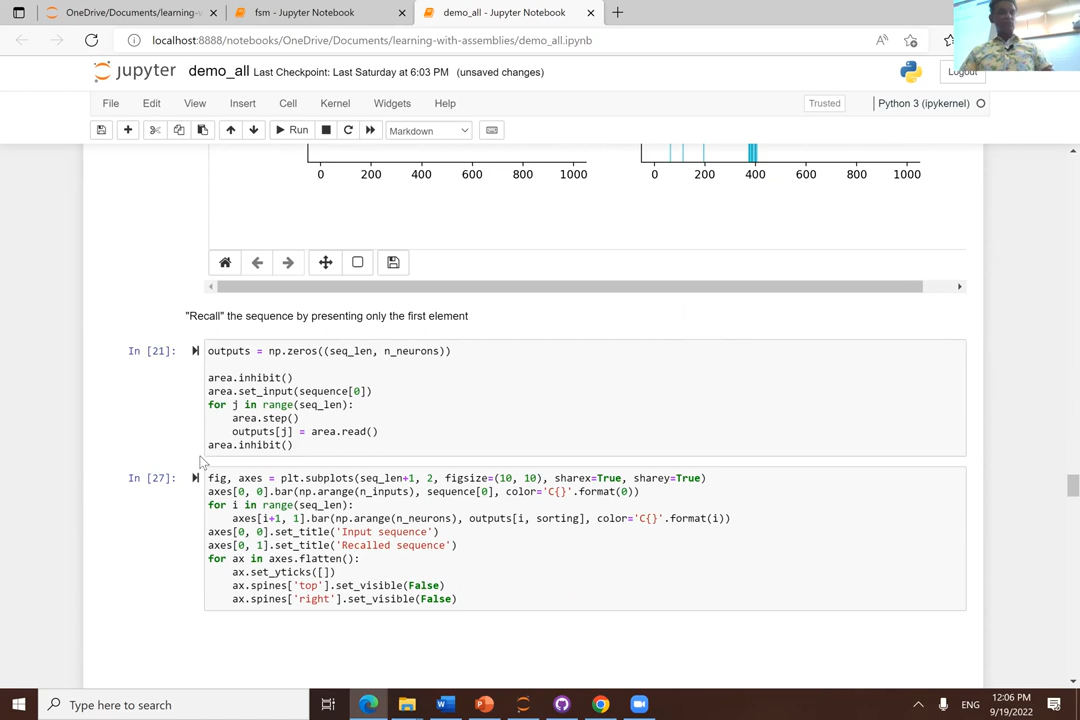 OneDrive/Documents/learning-v
fsm - Jupyter Notebook
demo_all - Jupyter Notebook
localhost:8888/notebooks/OneDrive/Documents/learning-with-assemblies/demo_all.ipynb
jupyter demo_all Last Checkpoint: Last Saturday at 6:03 PM (unsaved changes)
Logout
File Edit View Insert Cell Kernel Widgets Help
Trusted Python 3 (ipykernel)
Run Markdown
0 200 400 600 800 1000 0 200 400 600 800 1000
"Recall" the sequence by presenting only the first element
In [21]: outputs = np.zeros((seq_len, n_neurons))
area.inhibit()
area.set_input(sequence[0])
for j in range(seq_len):
    area.step()
    outputs[j] = area.read()
area.inhibit()
In [27]: fig, axes = plt.subplots(seq_len+1, 2, figsize=(10, 10), sharex=True, sharey=True)
axes[0, 0].bar(np.arange(n_inputs), sequence[0], color='C{}'.format(0))
for i in range(seq_len):
    axes[i+1, 1].bar(np.arange(n_neurons), outputs[i, sorting], color='C{}'.format(i))
axes[0, 0].set_title('Input sequence')
axes[0, 1].set_title('Recalled sequence')
for ax in axes.flatten():
    ax.set_yticks([])
    ax.spines['top'].set_visible(False)
    ax.spines['right'].set_visible(False)
Type here to search
ENG
12:06 PM
9/19/2022